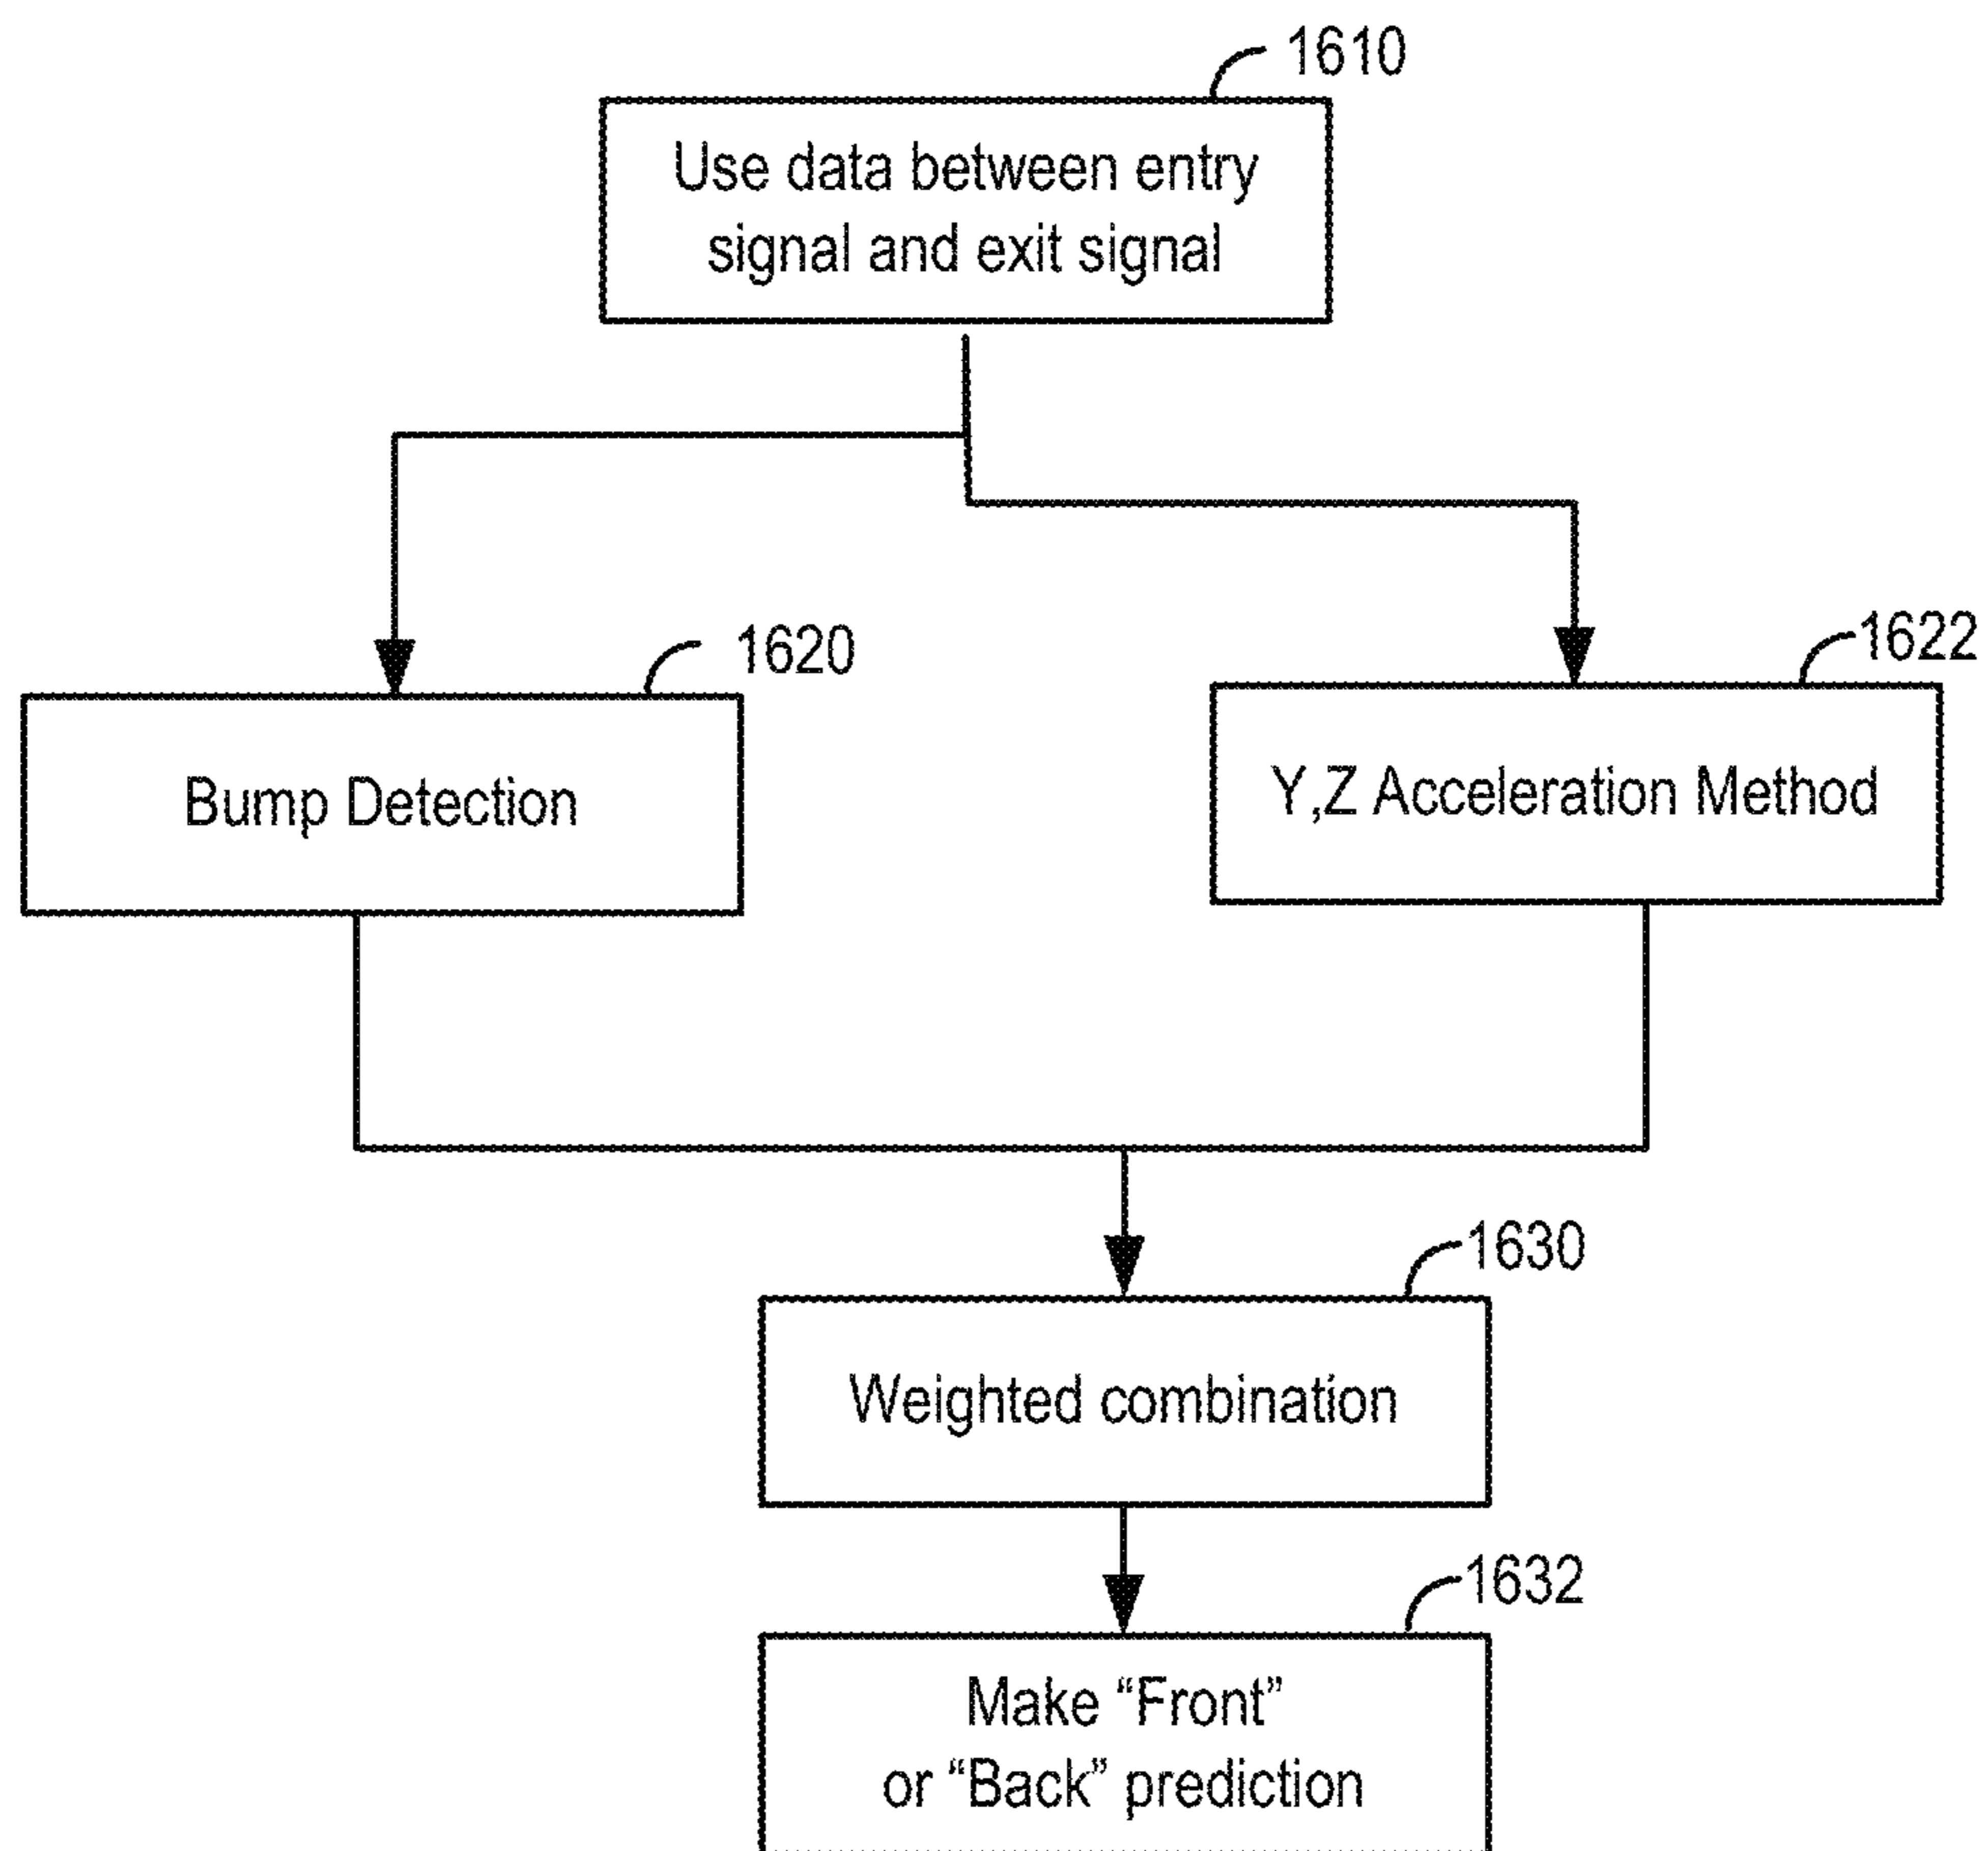 1610
Use data between entry
signal and exit signal
1620
Bump Detection
1622
Y,Z Acceleration Method
1630
Weighted combination
1632
Make “Front”
or “Back” prediction